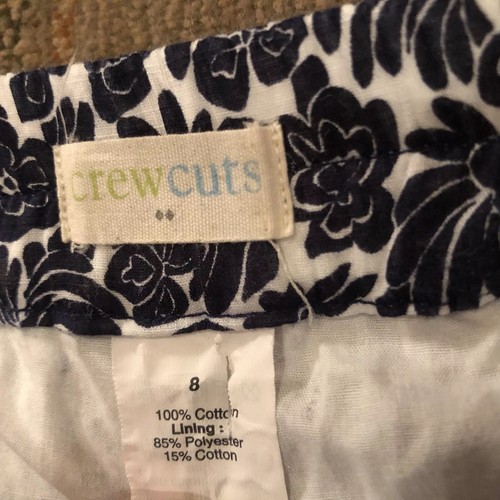 crewcuts
8
100% Cotton
Lining :
85% Polyester
15% Cotton